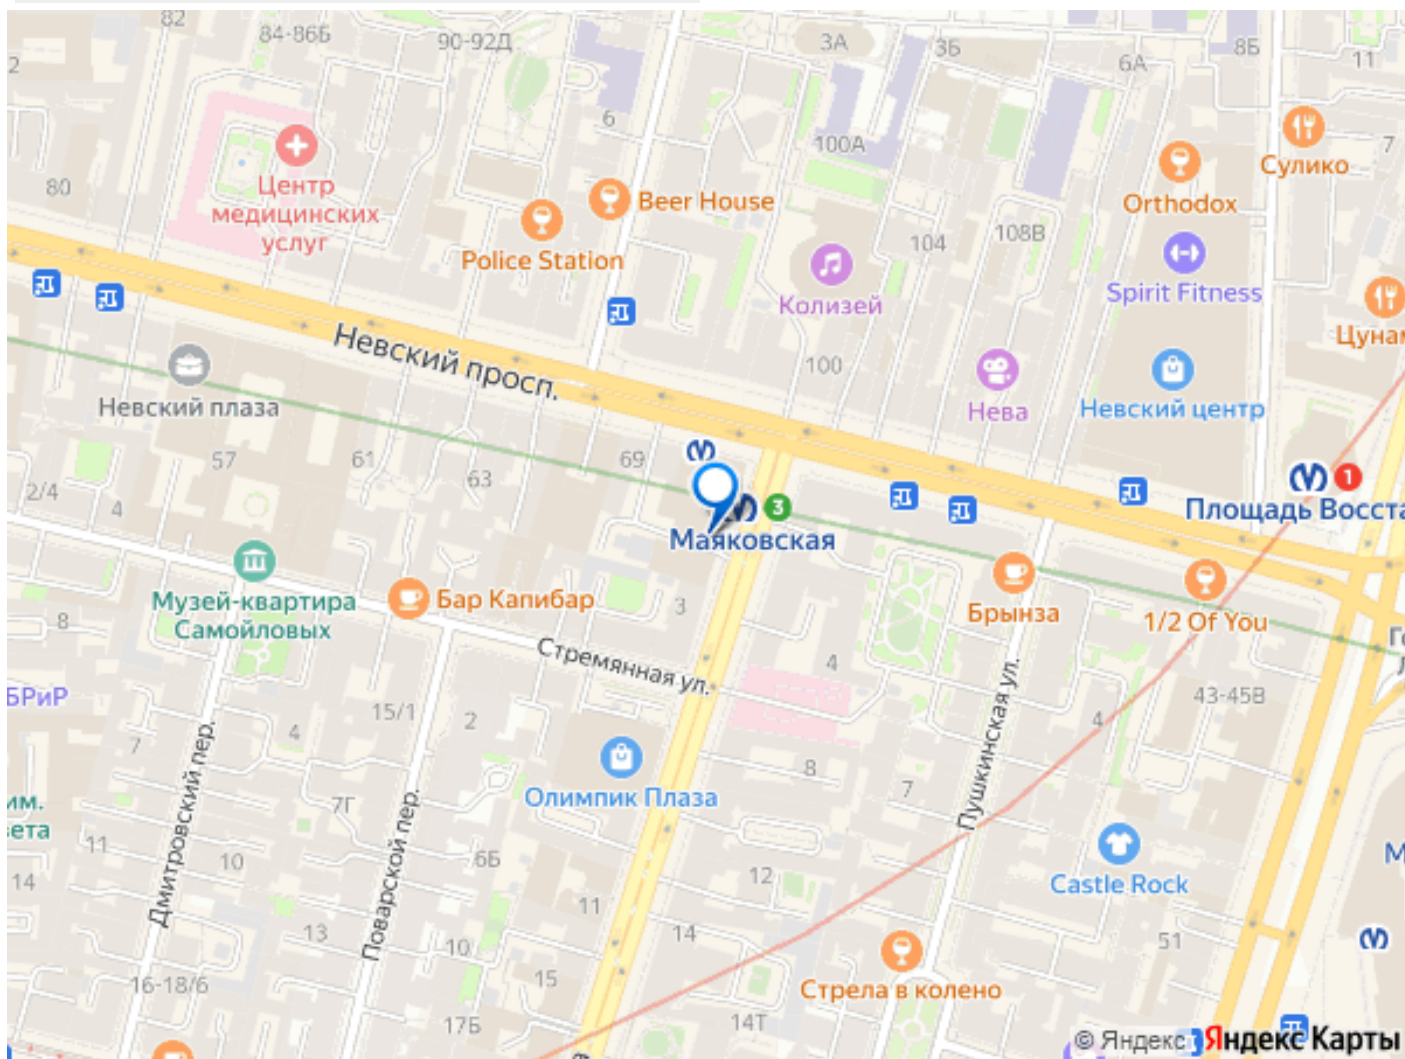 82
84-86Б
90-92Д
3А
3Б
8Б
11
2
6А
6
100А
7
Сулико
80
Центр
медицинских
услуг
Beer House
Orthodox
Police Station
104
108В
Spirit Fitness
Колизей
Цунам
Невский просп.
100
Невский плаза
Нева
Невский центр
57
61
63
69
2/4
4
3
1
Площадь Восста
Маяковская
Музей-квартира
Самойловых
Бар Капибар
Брынза
1/2 Of You
8
3
4
Стремянная ул.
Пушкинская ул.
БРиР
15/1
2
4
7
4
43-45В
Олимпик Плаза
8
7
им.
вета
7Г
11
10
6Б
Дмитровский пер.
Поварской пер.
Castle Rock
14
12
11
13
10
14
51
15
Стрела в колено
16-18/6
17Б
14Т
© Яндекс
Яндекс Карты